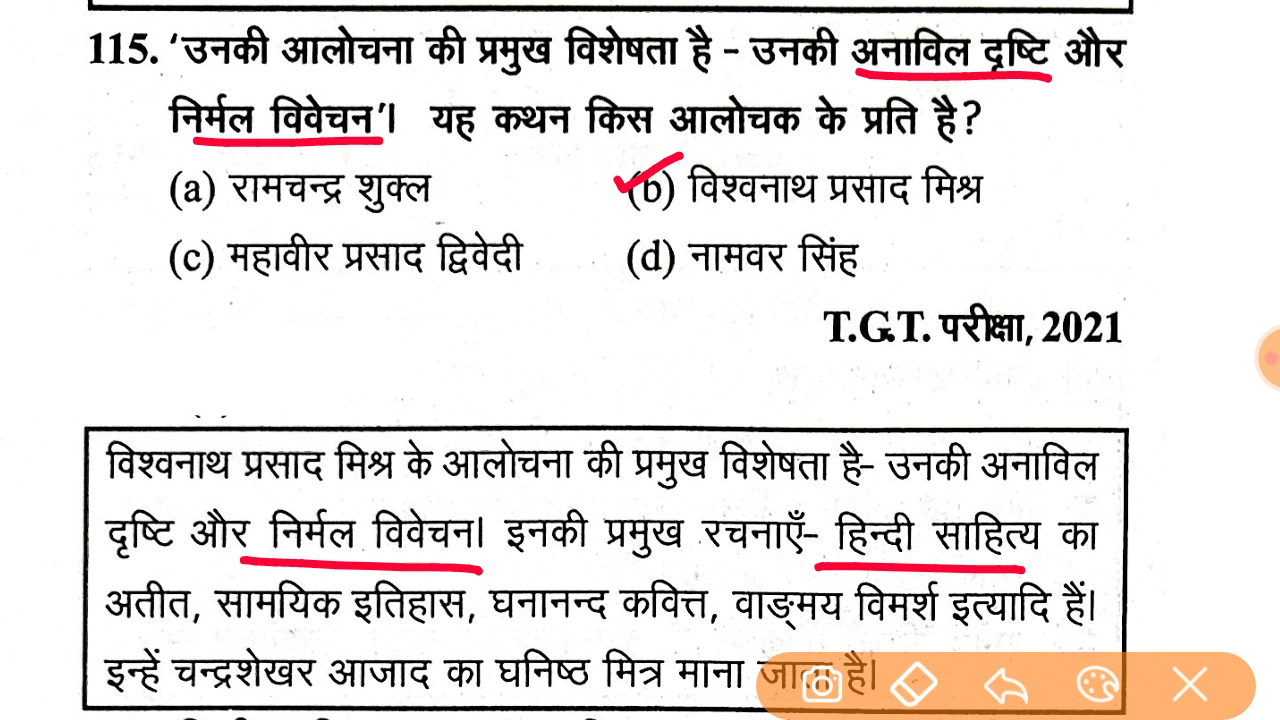 115. ‘उनकी आलोचना की प्रमुख विशेषता है - उनकी अनाविल दृष्टि और
निर्मल विवेचन’। यह कथन किस आलोचक के प्रति है?
(a) रामचन्द्र शुक्ल (b) विश्वनाथ प्रसाद मिश्र
(c) महावीर प्रसाद द्विवेदी (d) नामवर सिंह
T.G.T. परीक्षा, 2021
विश्वनाथ प्रसाद मिश्र के आलोचना की प्रमुख विशेषता है- उनकी अनाविल
दृष्टि और निर्मल विवेचन। इनकी प्रमुख रचनाएँ- हिन्दी साहित्य का
अतीत, सामयिक इतिहास, घनानन्द कवित्त, वाङ्मय विमर्श इत्यादि हैं।
इन्हें चन्द्रशेखर आजाद का घनिष्ठ मित्र माना जाता है।